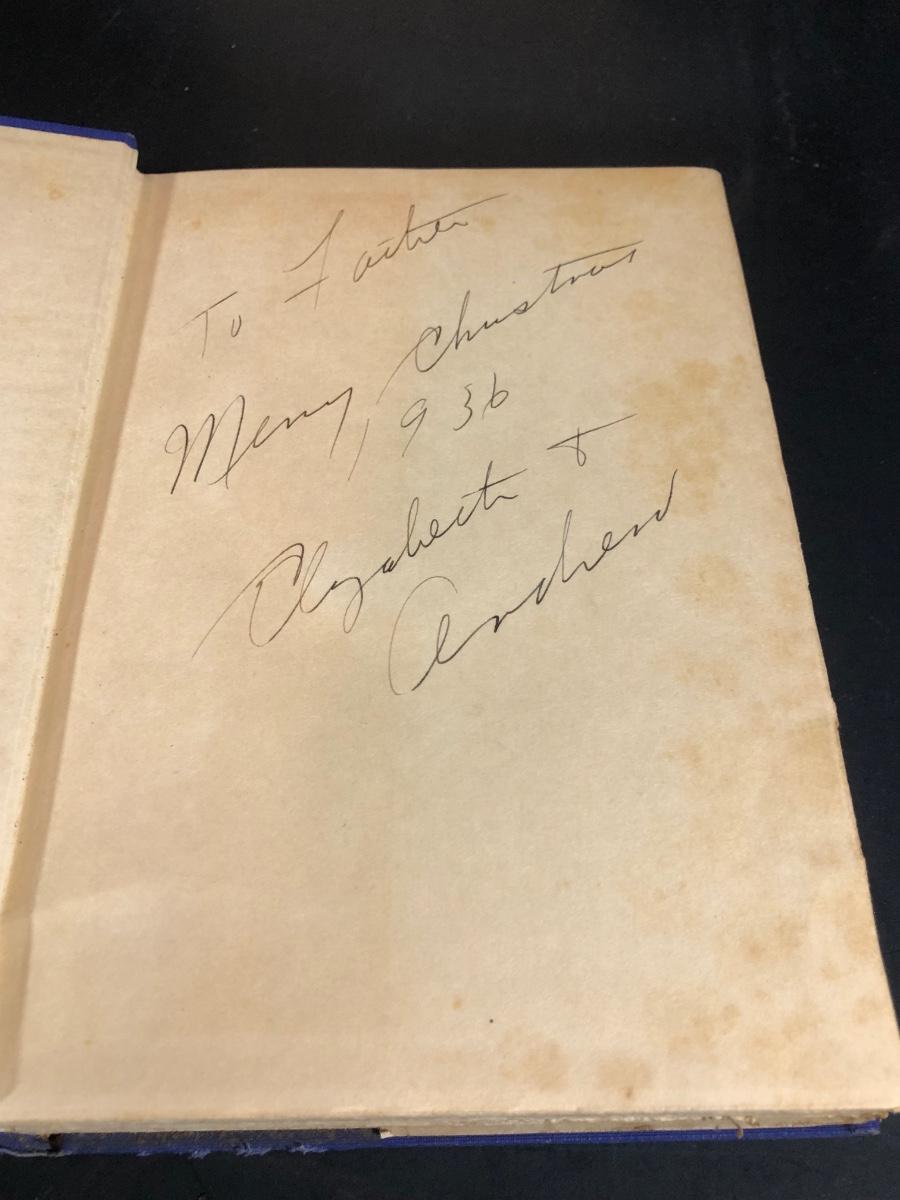 To Father
Merry Christmas
1936
Elizabeth &
Andrew